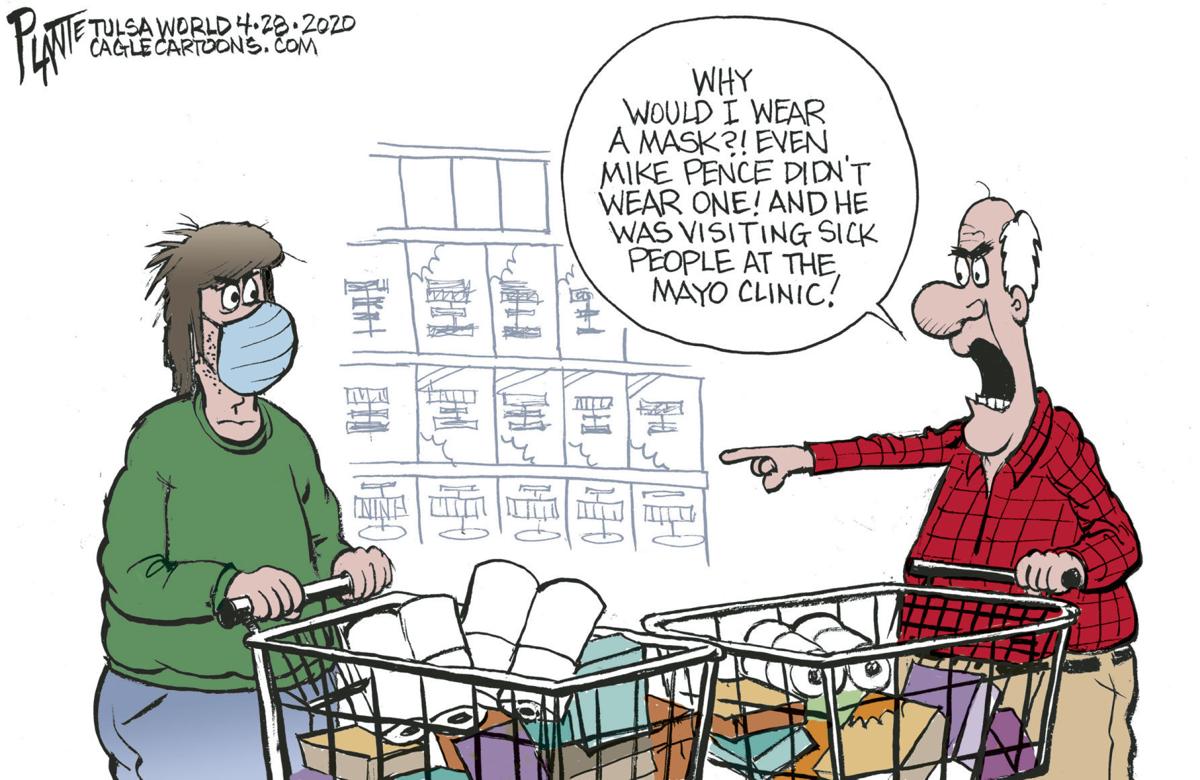 PLANTE TULSA WORLD 4.28.2020
CAGLECARTOONS.COM
WHY
WOULD I WEAR
A MASK?! EVEN
MIKE PENCE DIDN'T
WEAR ONE! AND HE
WAS VISITING SICK
PEOPLE AT THE
MAYO CLINIC!